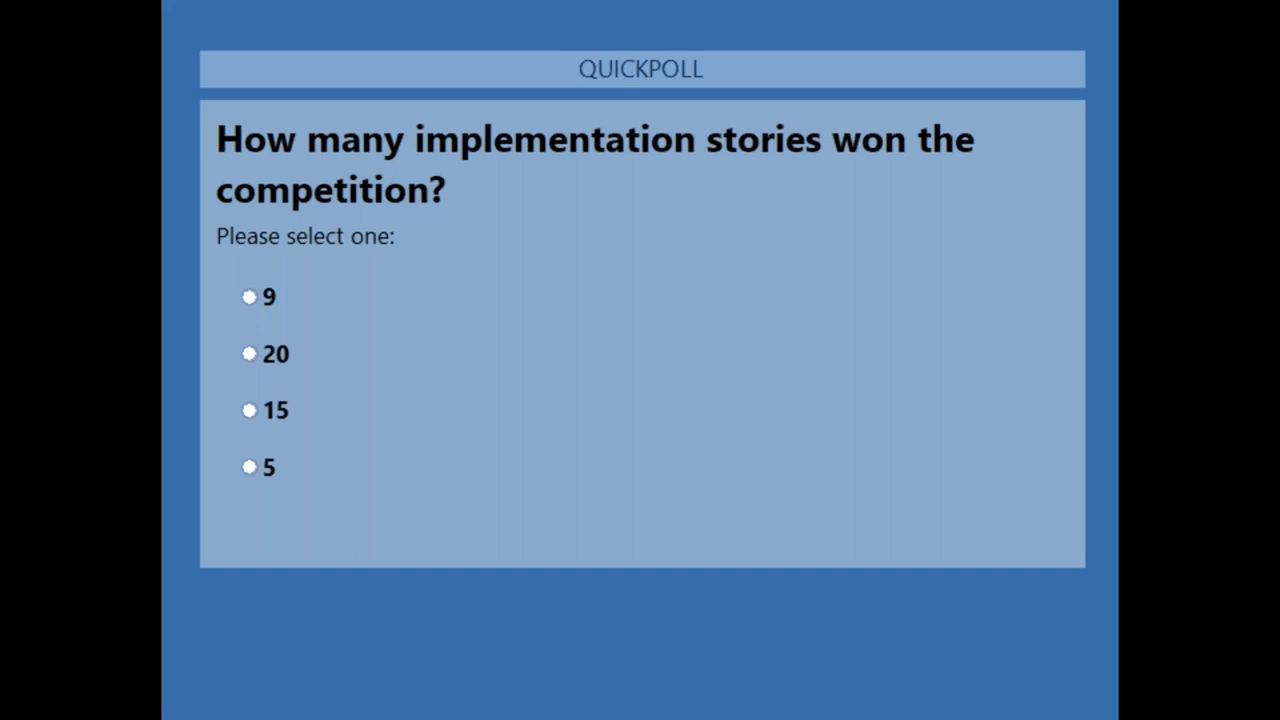 QUICKPOLL
How many implementation stories won the
competition?
Please select one:
9
20
15
5